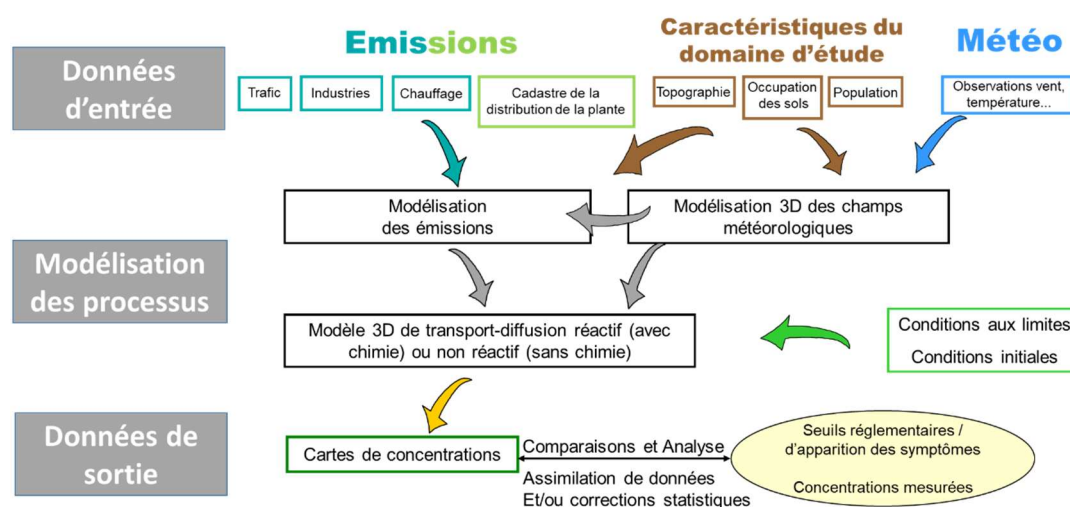 Données
d’entrée
Emissions
Trafic
Industries
Chauffage
Cadastre de la
distribution de la plante
Caractéristiques du
domaine d’étude
Topographie
Occupation
des sols
Population
Météo
Observations vent,
température...
Modélisation
des processus
Modélisation
des émissions
Modélisation 3D des champs
météorologiques
Modèle 3D de transport-diffusion réactif (avec
chimie) ou non réactif (sans chimie)
Conditions aux limites
Conditions initiales
Données de
sortie
Cartes de concentrations
Comparaisons et Analyse
Assimilation de données
Et/ou corrections statistiques
Seuils réglementaires /
d’apparition des symptômes
Concentrations mesurées